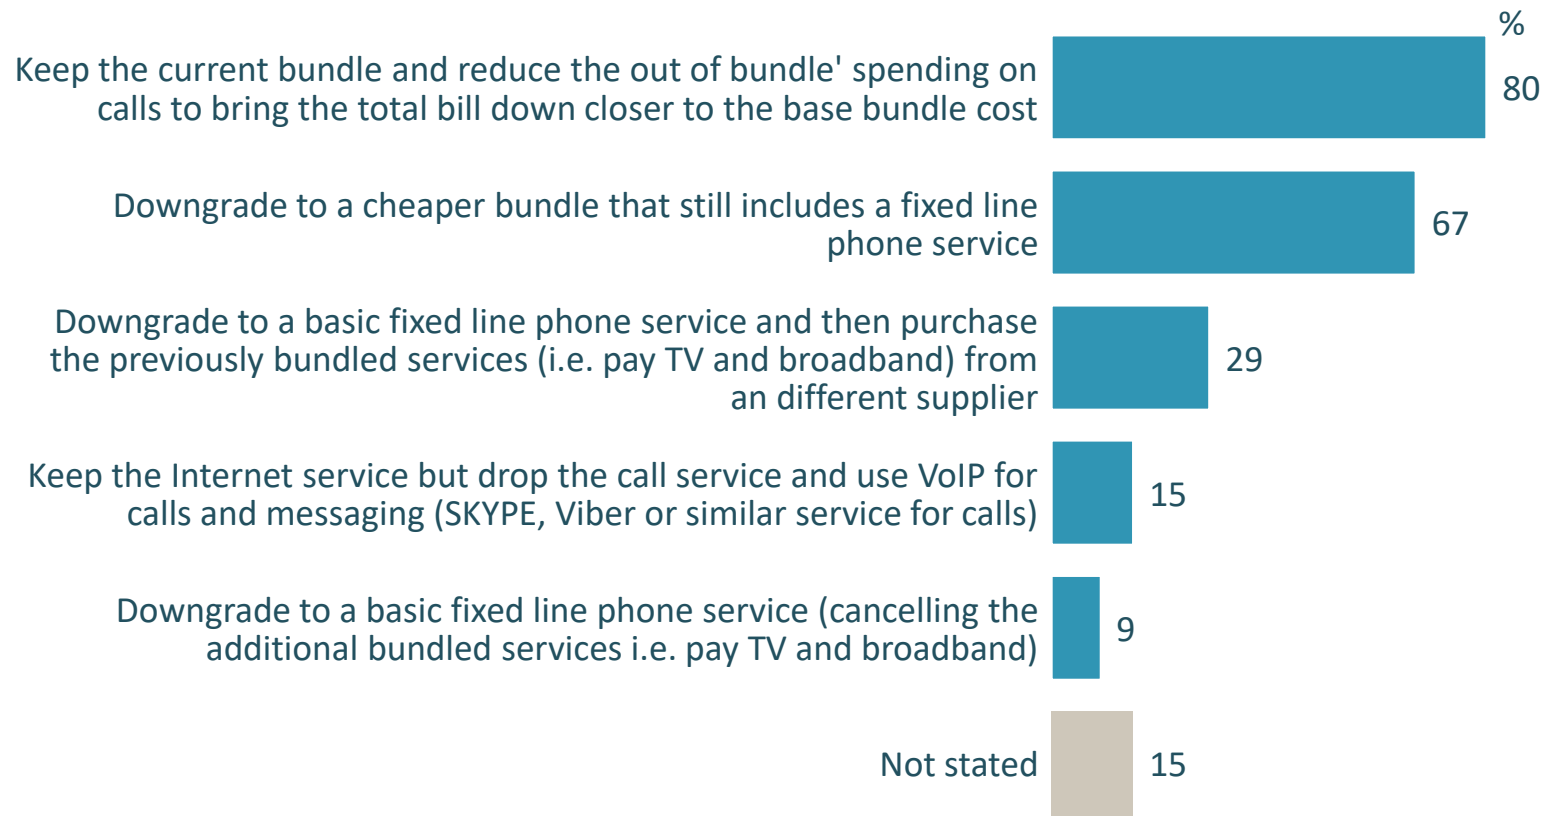 %
Keep the current bundle and reduce the out of bundle' spending on
calls to bring the total bill down closer to the base bundle cost
80
Downgrade to a cheaper bundle that still includes a fixed line
phone service
67
Downgrade to a basic fixed line phone service and then purchase
the previously bundled services (i.e. pay TV and broadband) from
an different supplier
29
Keep the Internet service but drop the call service and use VoIP for
calls and messaging (SKYPE, Viber or similar service for calls)
15
Downgrade to a basic fixed line phone service (cancelling the
additional bundled services i.e. pay TV and broadband)
9
Not stated
15